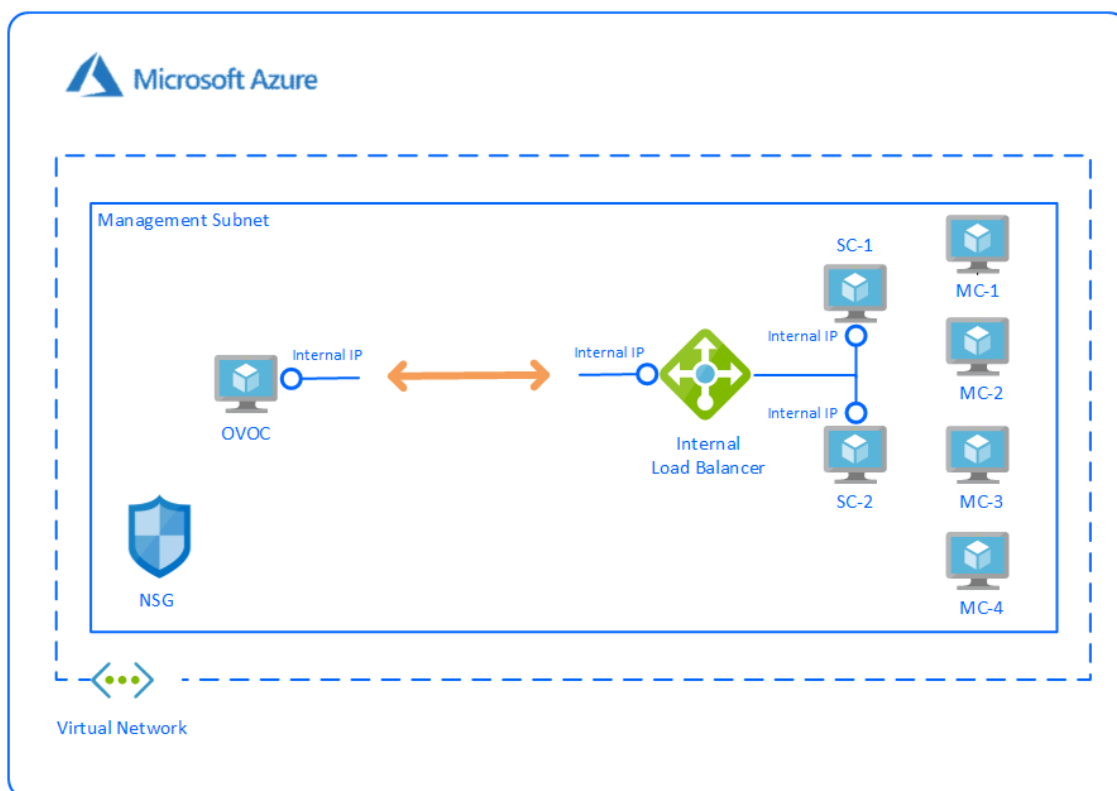 Microsoft Azure
Management Subnet
SC-1
MC-1
Internal IP
Internal IP
Internal IP
MC-2
Internal IP
OVOC
Internal
Load Balancer
SC-2
MC-3
NSG
MC-4
Virtual Network